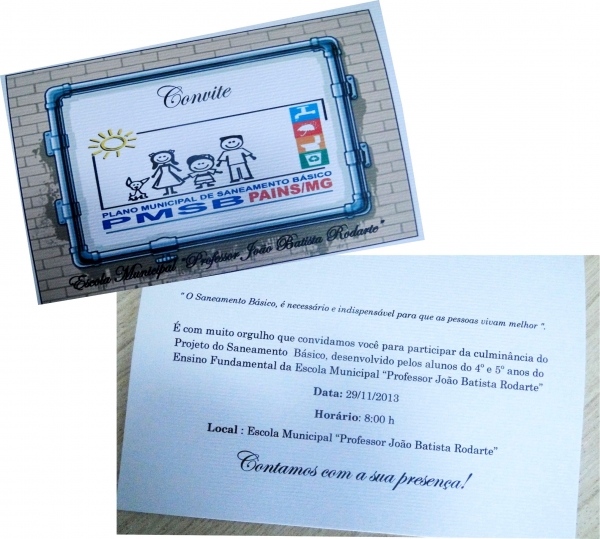 Convite
PLANO MUNICIPAL DE SANEAMENTO BÁSICO
PMSB PAINS/MG
Escola Municipal "Professor João Batista Rodarte"
" O Saneamento Básico, é necessário e indispensável para que as pessoas vivam melhor ".
É com muito orgulho que convidamos você para participar da culminância do
Projeto do Saneamento Básico, desenvolvido pelos alunos do 4º e 5º anos do
Ensino Fundamental da Escola Municipal "Professor João Batista Rodarte"
Data: 29/11/2013
Horário: 8:00 h
Local : Escola Municipal "Professor João Batista Rodarte"
Contamos com a sua presença!